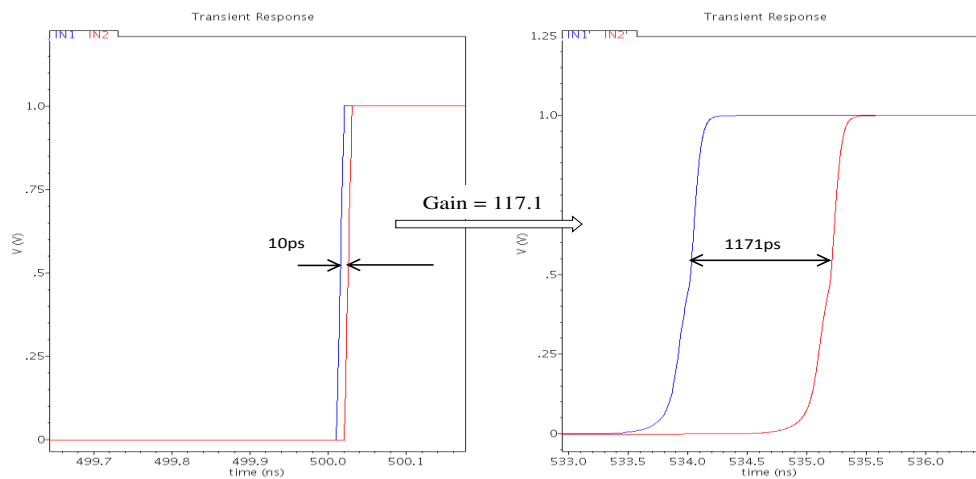 Transient Response
IN1 IN2
1.0
.75
.5
.25
0
V (V)
10ps
499.7 499.8 499.9 500.0 500.1
time (ns)
Gain = 117.1
Transient Response
IN1' IN2'
1.25
1.0
.75
.5
.25
0
V (V)
1171ps
533.0 533.5 534.0 534.5 535.0 535.5 536.0
time (ns)